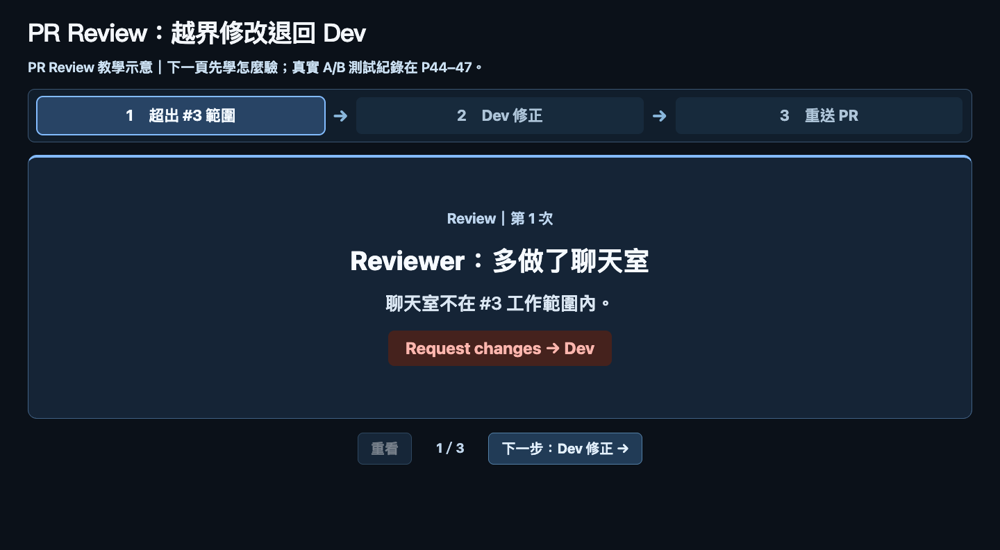 PR Review：越界修改退回 Dev
PR Review 教學示意｜下一頁先學怎麼驗；真實 A/B 測試紀錄在 P44–47。
1 超出 #3 範圍 → 2 Dev 修正 → 3 重送 PR
Review｜第 1 次
Reviewer：多做了聊天室
聊天室不在 #3 工作範圍內。
Request changes → Dev
重看 1 / 3 下一步：Dev 修正 →